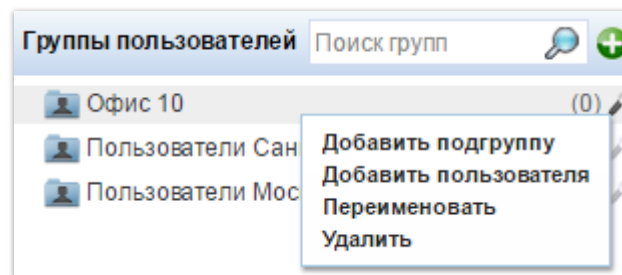 Группы пользователей Поиск групп
Офис 10 (0)
Пользователи Сан
Пользователи Мос
Добавить подгруппу
Добавить пользователя
Переименовать
Удалить